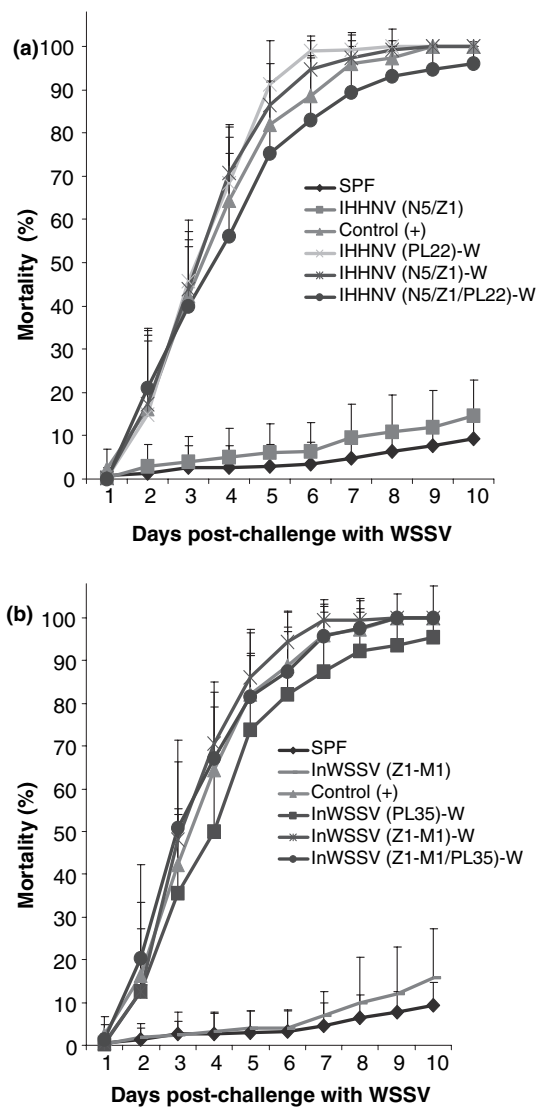 (a)
100
90
80
70
60
50
40
30
20
10
0
Mortality (%)
SPF
IHHNV (N5/Z1)
Control (+)
IHHNV (PL22)-W
IHHNV (N5/Z1)-W
IHHNV (N5/Z1/PL22)-W
1 2 3 4 5 6 7 8 9 10
Days post-challenge with WSSV
(b)
100
90
80
70
60
50
40
30
20
10
0
Mortality (%)
SPF
InWSSV (Z1-M1)
Control (+)
InWSSV (PL35)-W
InWSSV (Z1-M1)-W
InWSSV (Z1-M1/PL35)-W
1 2 3 4 5 6 7 8 9 10
Days post-challenge with WSSV